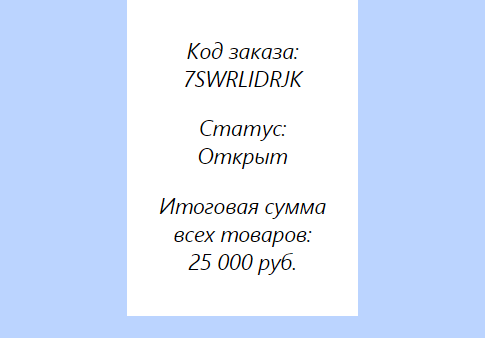 Код заказа:
7SWRLIDRJK
Статус:
Открыт
Итоговая сумма
всех товаров:
25 000 руб.